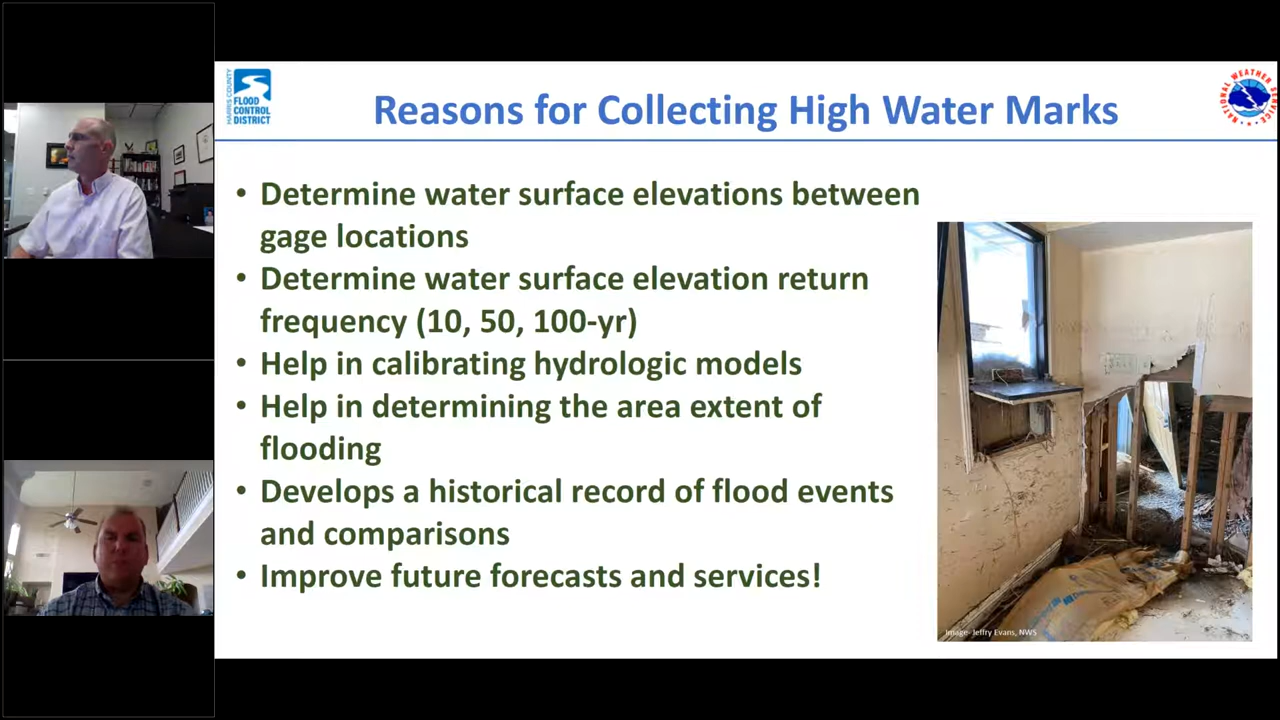 HARRIS COUNTY
FLOOD
CONTROL
DISTRICT
Reasons for Collecting High Water Marks
NATIONAL WEATHER SERVICE
• Determine water surface elevations between
gage locations
• Determine water surface elevation return
frequency (10, 50, 100-yr)
• Help in calibrating hydrologic models
• Help in determining the area extent of
flooding
• Develops a historical record of flood events
and comparisons
• Improve future forecasts and services!
Image- Jeffry Evans, NWS